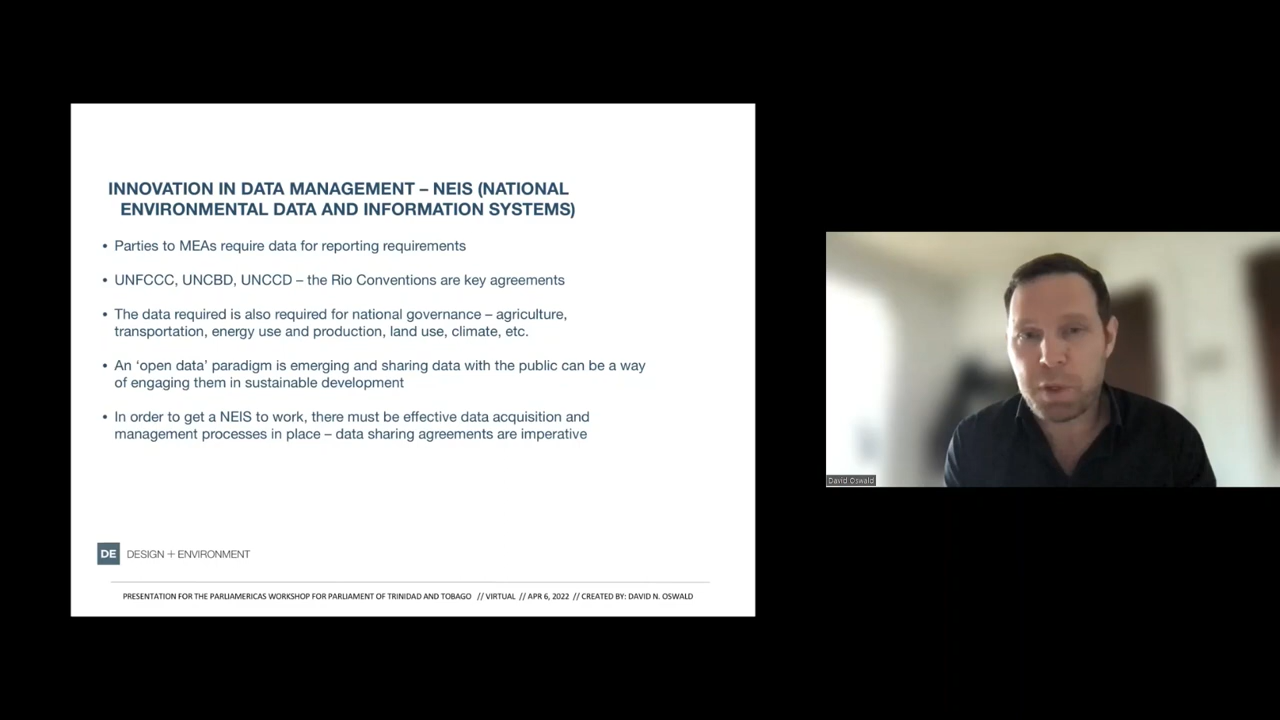 INNOVATION IN DATA MANAGEMENT – NEIS (NATIONAL
ENVIRONMENTAL DATA AND INFORMATION SYSTEMS)
• Parties to MEAs require data for reporting requirements
• UNFCCC, UNCBD, UNCCD – the Rio Conventions are key agreements
• The data required is also required for national governance – agriculture,
transportation, energy use and production, land use, climate, etc.
• An ‘open data’ paradigm is emerging and sharing data with the public can be a way
of engaging them in sustainable development
• In order to get a NEIS to work, there must be effective data acquisition and
management processes in place – data sharing agreements are imperative
DE DESIGN + ENVIRONMENT
PRESENTATION FOR THE PARLIAMERICAS WORKSHOP FOR PARLIAMENT OF TRINIDAD AND TOBAGO // VIRTUAL // APR 6, 2022 // CREATED BY: DAVID N. OSWALD
David Oswald